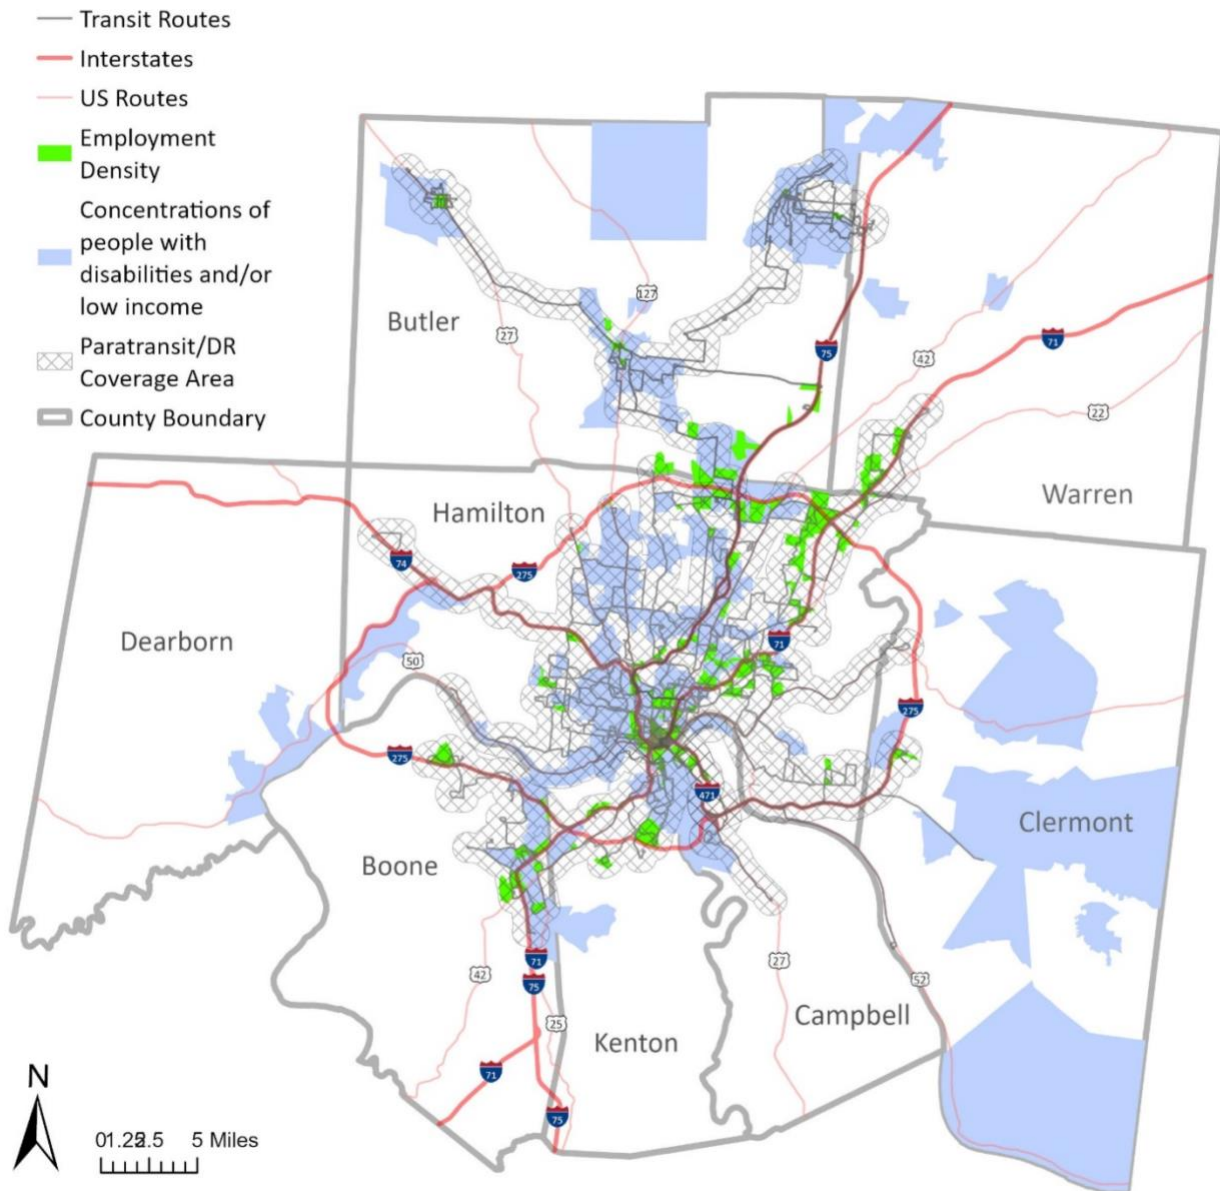 Transit Routes
Interstates
US Routes
Employment
Density
Concentrations of
people with
disabilities and/or
low income
Paratransit/DR
Coverage Area
County Boundary
Butler
127
27
75
42
71
22
Warren
Hamilton
74
275
Dearborn
50
71
275
275
471
Clermont
Boone
42
71
75
27
52
25
Kenton
Campbell
71
75
N
5 Miles